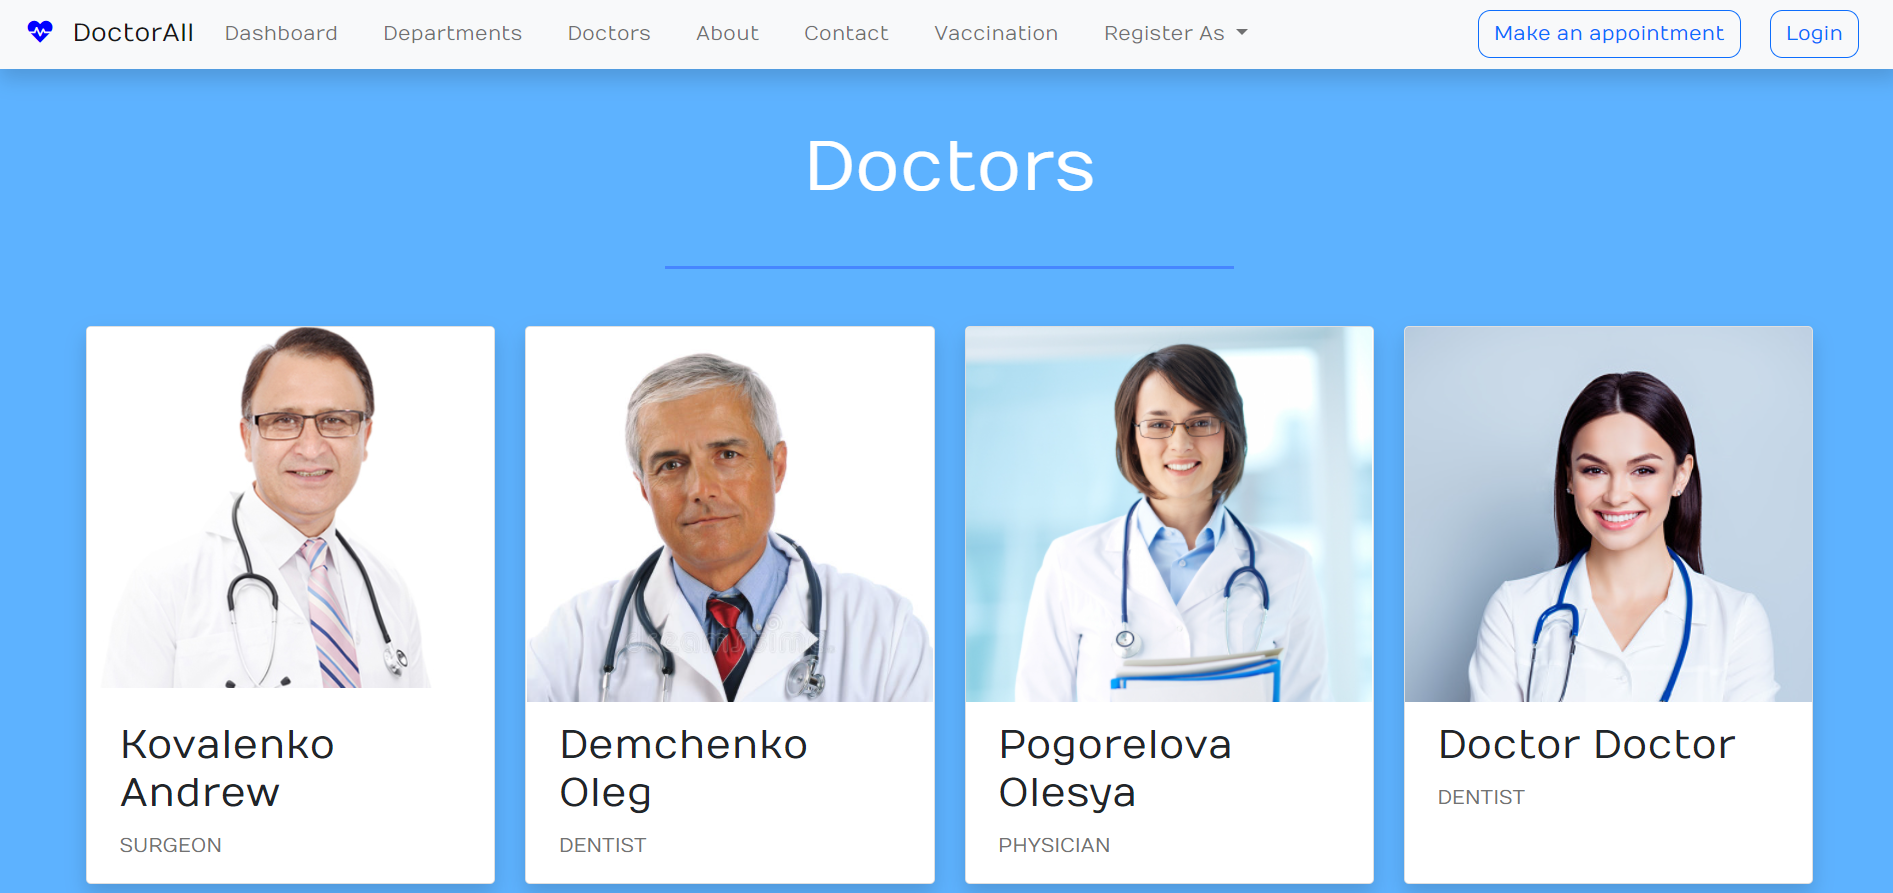 DoctorAll Dashboard Departments Doctors About Contact Vaccination Register As Make an appointment Login
Doctors
Kovalenko
Andrew
SURGEON
Demchenko
Oleg
DENTIST
Pogorelova
Olesya
PHYSICIAN
Doctor Doctor
DENTIST